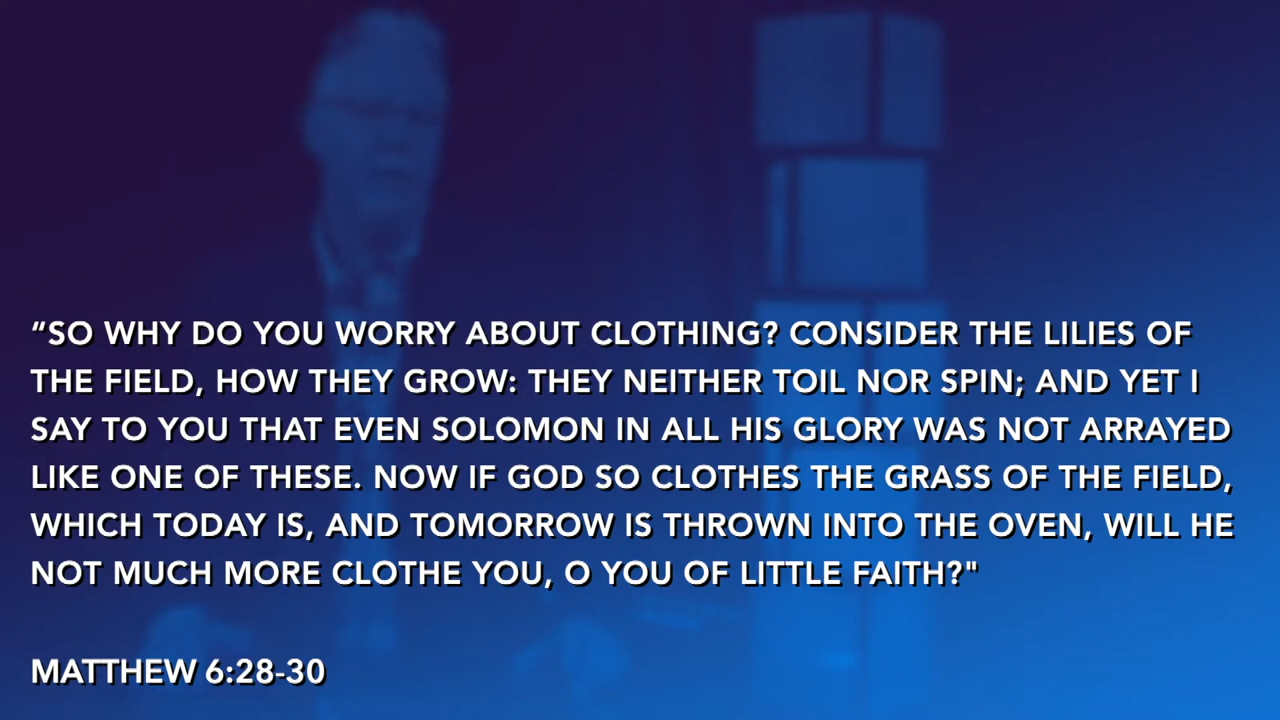 “SO WHY DO YOU WORRY ABOUT CLOTHING? CONSIDER THE LILIES OF
THE FIELD, HOW THEY GROW: THEY NEITHER TOIL NOR SPIN; AND YET I
SAY TO YOU THAT EVEN SOLOMON IN ALL HIS GLORY WAS NOT ARRAYED
LIKE ONE OF THESE. NOW IF GOD SO CLOTHES THE GRASS OF THE FIELD,
WHICH TODAY IS, AND TOMORROW IS THROWN INTO THE OVEN, WILL HE
NOT MUCH MORE CLOTHE YOU, O YOU OF LITTLE FAITH?"
MATTHEW 6:28-30